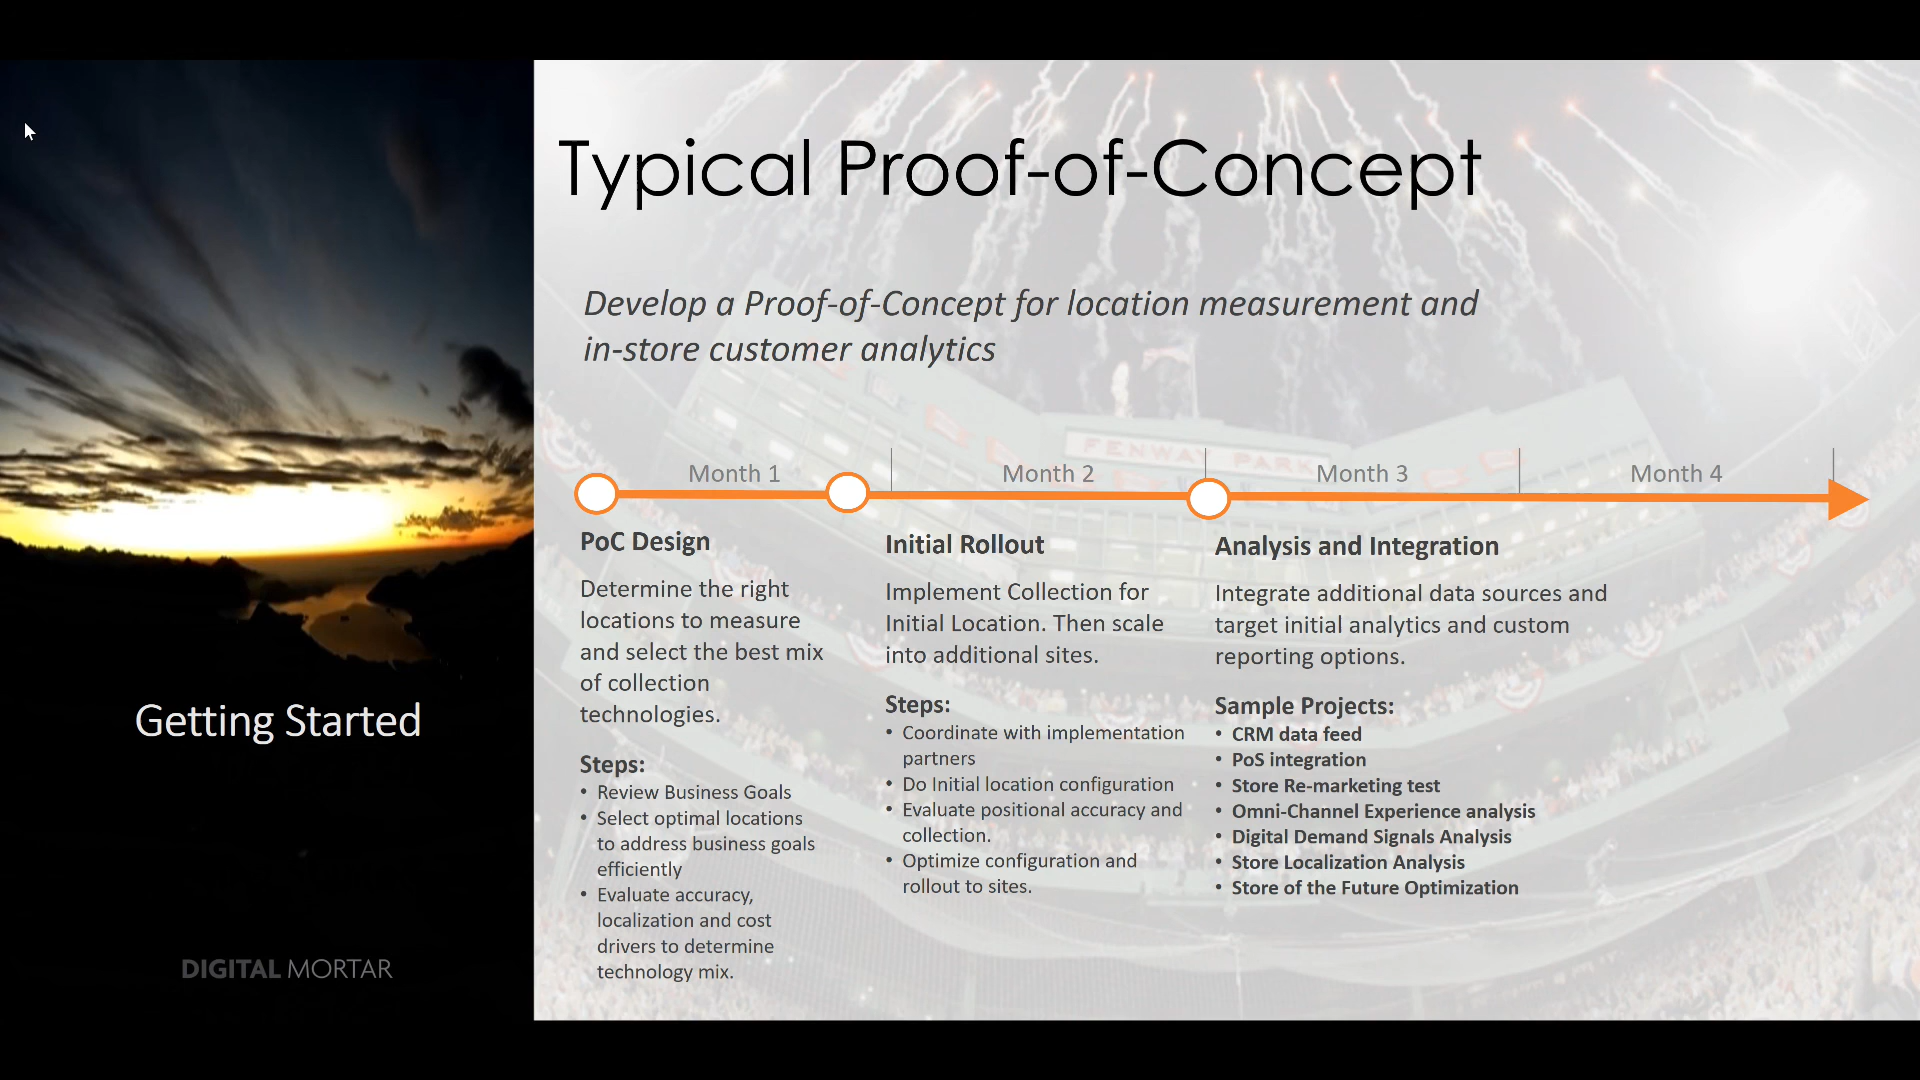 Typical Proof-of-Concept
Develop a Proof-of-Concept for location measurement and
in-store customer analytics
FENWAY PARK
Month 1
Month 2
Month 3
Month 4
PoC Design
Determine the right
locations to measure
and select the best mix
of collection
technologies.
Steps:
• Review Business Goals
• Select optimal locations
to address business goals
efficiently
• Evaluate accuracy,
localization and cost
drivers to determine
technology mix.
Initial Rollout
Implement Collection for
Initial Location. Then scale
into additional sites.
Steps:
• Coordinate with implementation
partners
• Do Initial location configuration
• Evaluate positional accuracy and
collection.
• Optimize configuration and
rollout to sites.
Analysis and Integration
Integrate additional data sources and
target initial analytics and custom
reporting options.
Sample Projects:
• CRM data feed
• PoS integration
• Store Re-marketing test
• Omni-Channel Experience analysis
• Digital Demand Signals Analysis
• Store Localization Analysis
• Store of the Future Optimization
Getting Started
DIGITAL MORTAR